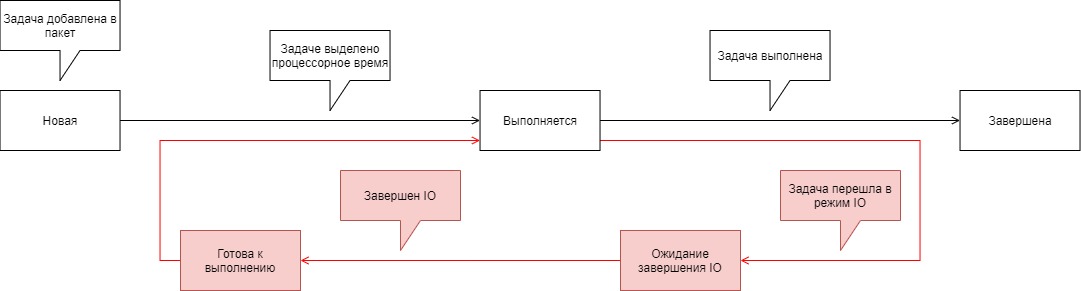 Задача добавлена в
пакет
Задаче выделено
процессорное время
Задача выполнена
Новая
Выполняется
Завершена
Завершен IO
Задача перешла в
режим IO
Готова к
выполнению
Ожидание
завершения IO